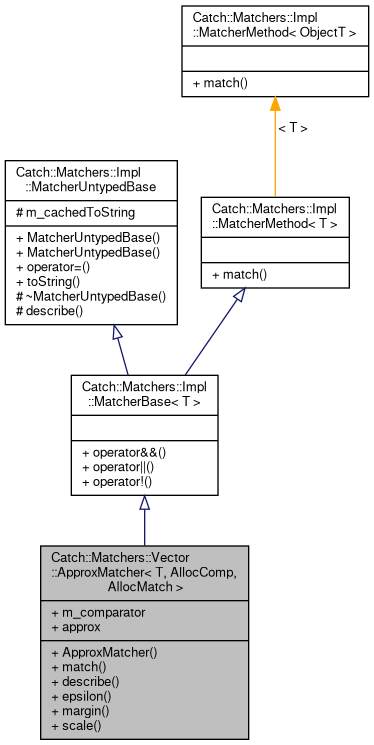 Catch::Matchers::Impl
::MatcherMethod< ObjectT >
+ match()
< T >
Catch::Matchers::Impl
::MatcherUntypedBase
# m_cachedToString
+ MatcherUntypedBase()
+ MatcherUntypedBase()
+ operator=()
+ toString()
# ~MatcherUntypedBase()
# describe()
Catch::Matchers::Impl
::MatcherMethod< T >
+ match()
Catch::Matchers::Impl
::MatcherBase< T >
+ operator&&()
+ operator||()
+ operator!()
Catch::Matchers::Vector
::ApproxMatcher< T, AllocComp,
AllocMatch >
+ m_comparator
+ approx
+ ApproxMatcher()
+ match()
+ describe()
+ epsilon()
+ margin()
+ scale()